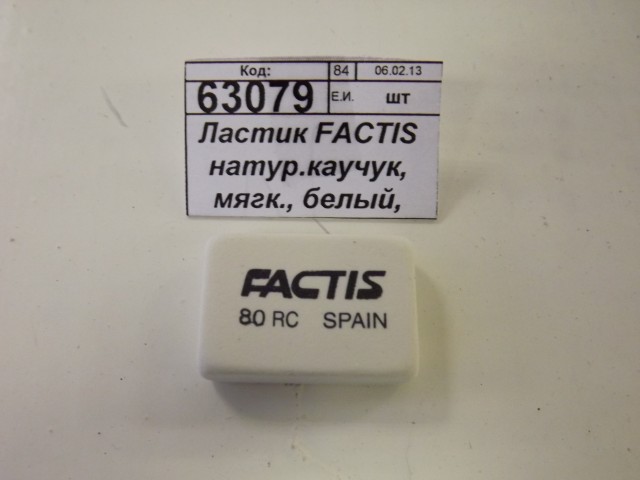 Код: 84 06.02.13
63079 Е.И. шт
Ластик FACTIS
натур.каучук,
мягк., белый,
FACTIS
80 RC SPAIN